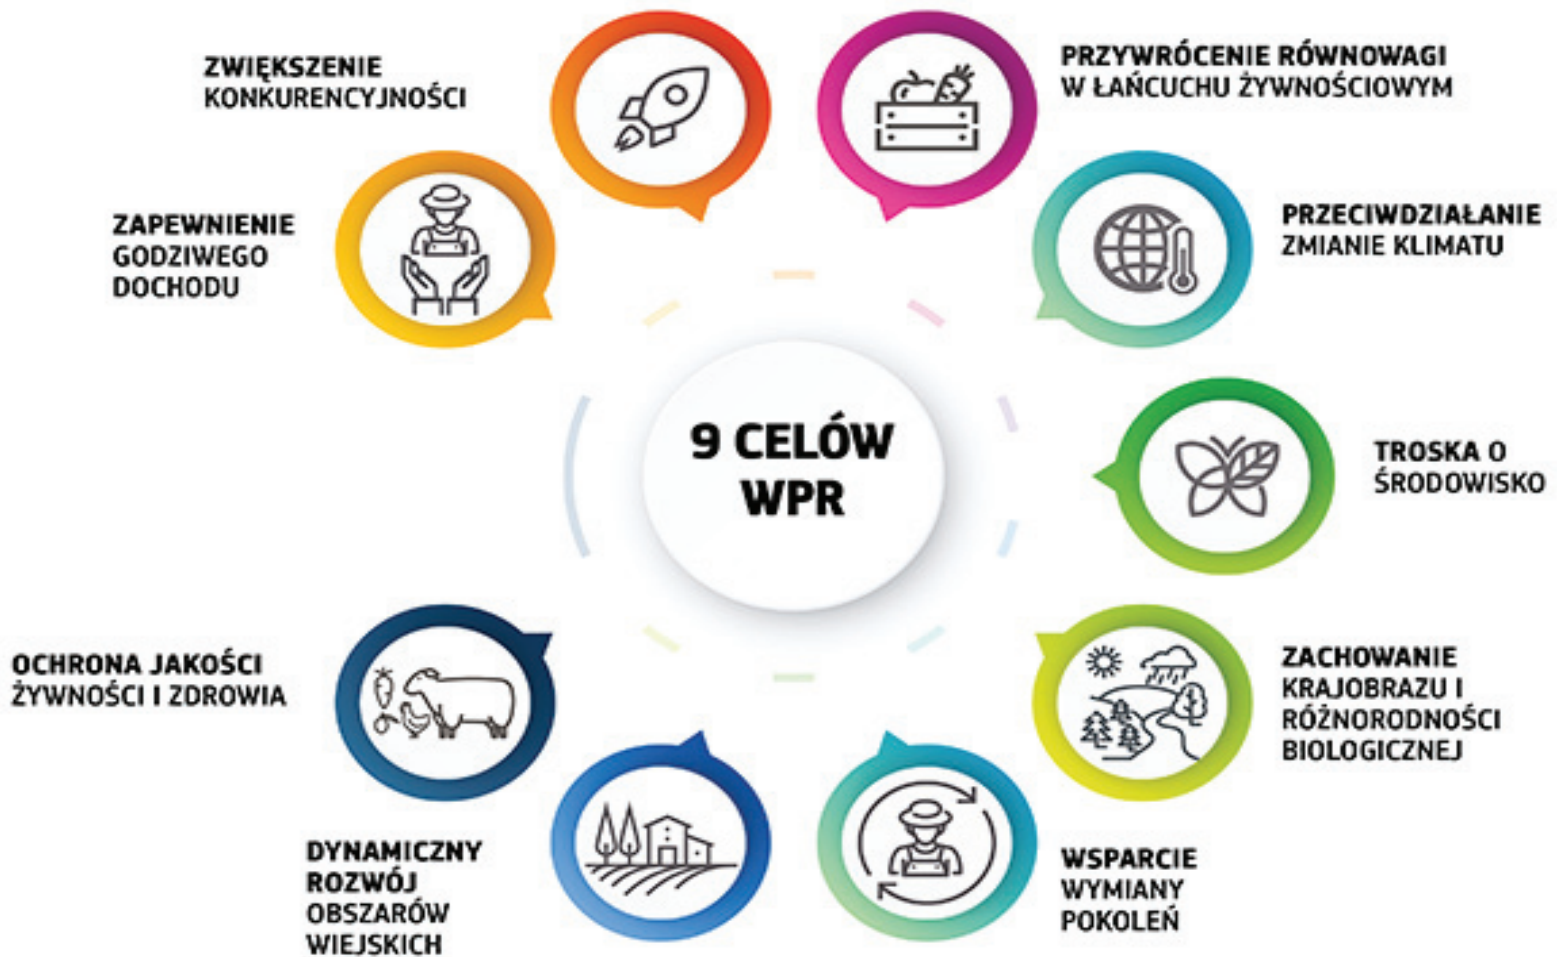 ZWIĘKSZENIE
KONKURENCYJNOŚCI
PRZYWRÓCENIE RÓWNOWAGI
W ŁAŃCUCHU ŻYWNOŚCIOWYM
ZAPEWNIENIE
GODZIWEGO
DOCHODU
PRZECIWDZIAŁANIE
ZMIANIE KLIMATU
9 CELÓW
WPR
TROSKA O
ŚRODOWISKO
OCHRONA JAKOŚCI
ŻYWNOŚCI I ZDROWIA
ZACHOWANIE
KRAJOBRAZU I
RÓŻNORODNOŚCI
BIOLOGICZNEJ
DYNAMICZNY
ROZWÓJ
OBSZARÓW
WIEJSKICH
WSPARCIE
WYMIANY
POKOLEŃ